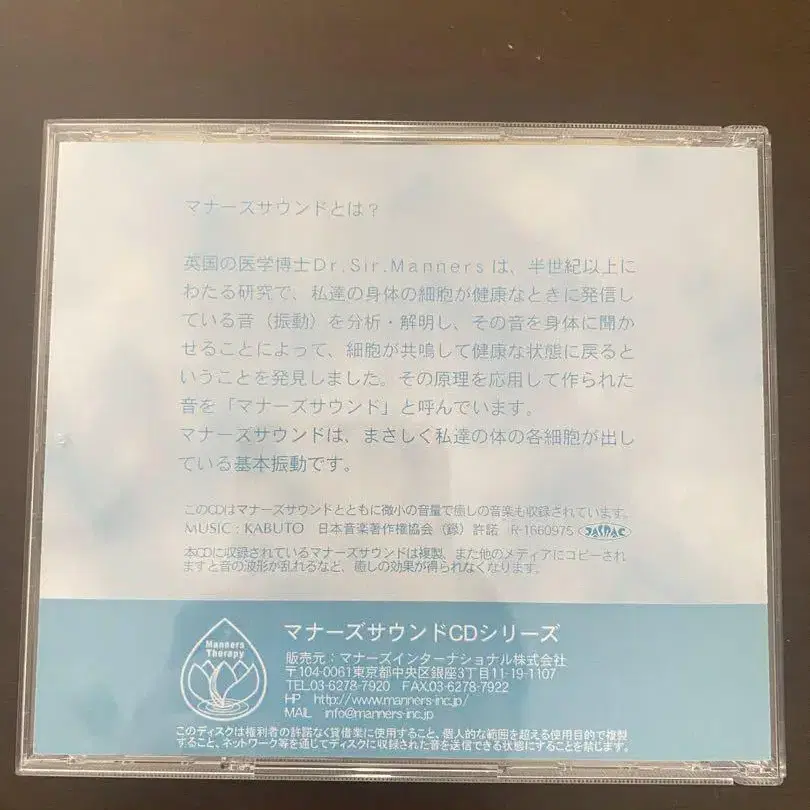 マナーズサウンドとは？
英国の医学博士Dr.Sir.Mannersは、半世紀以上に
わたる研究で、私達の身体の細胞が健康なときに発信し
ている音（振動）を分析・解明し、その音を身体に聞か
せることによって、細胞が共鳴して健康な状態に戻ると
いうことを発見しました。その原理を応用して作られた
音を「マナーズサウンド」と呼んでいます。
マナーズサウンドは、まさしく私達の体の各細胞が出し
ている基本振動です。
このCDはマナーズサウンドとともに微小の音量で癒しの音楽も収録されています。
MUSIC：KABUTO 日本音楽著作権協会（録）許諾 R-1660975 JASRAC
本CDに収録されているマナーズサウンドは複製、また他のメディアにコピーされ
ますと音の波形が乱れるなど、癒しの効果が得られなくなります。
Manners
Therapy
マナーズサウンドCDシリーズ
販売元：マナーズインターナショナル株式会社
〒104-0061東京都中央区銀座3丁目11-19-1107
TEL.03-6278-7920 FAX.03-6278-7922
HP http://www.manners-inc.jp/
MAIL info@manners-inc.jp
このディスクは権利者の許諾なく賃借業に使用すること、個人的な範囲を超える使用目的で複製
すること、ネットワーク等を通じてディスクに収録された音を送信できる状態にすることを禁じます。